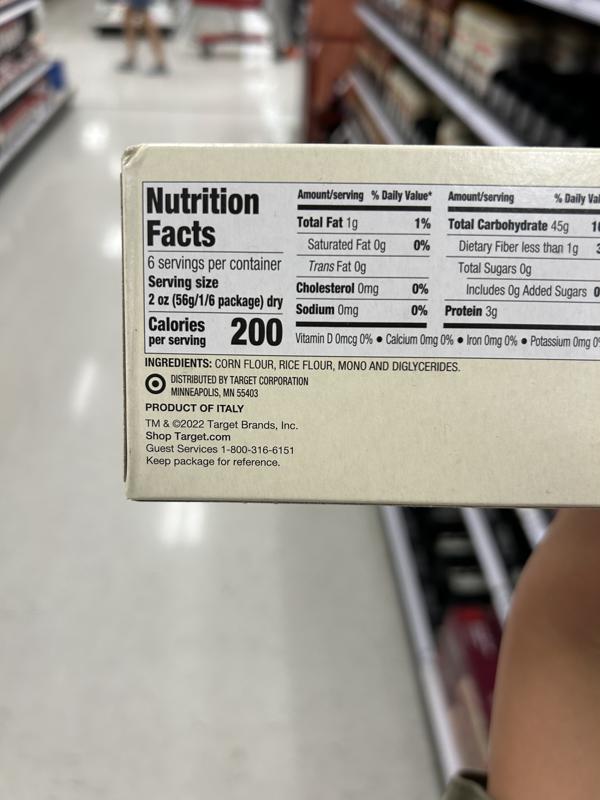 Nutrition
Facts
6 servings per container
Serving size
2 oz (56g/1/6 package) dry
Calories
per serving 200
Amount/serving % Daily Value*
Total Fat 1g 1%
Saturated Fat 0g 0%
Trans Fat 0g
Cholesterol 0mg 0%
Sodium 0mg 0%
Amount/serving % Daily
Total Carbohydrate 45g
Dietary Fiber less than 1g
Total Sugars 0g
Includes 0g Added Sugars
Protein 3g
Vitamin D 0mcg 0% ● Calcium 0mg 0% ● Iron 0mg 0% ● Potassium 0mg
INGREDIENTS: CORN FLOUR, RICE FLOUR, MONO AND DIGLYCERIDES.
DISTRIBUTED BY TARGET CORPORATION
MINNEAPOLIS, MN 55403
PRODUCT OF ITALY
TM & ©2022 Target Brands, Inc.
Shop Target.com
Guest Services 1-800-316-6151
Keep package for reference.